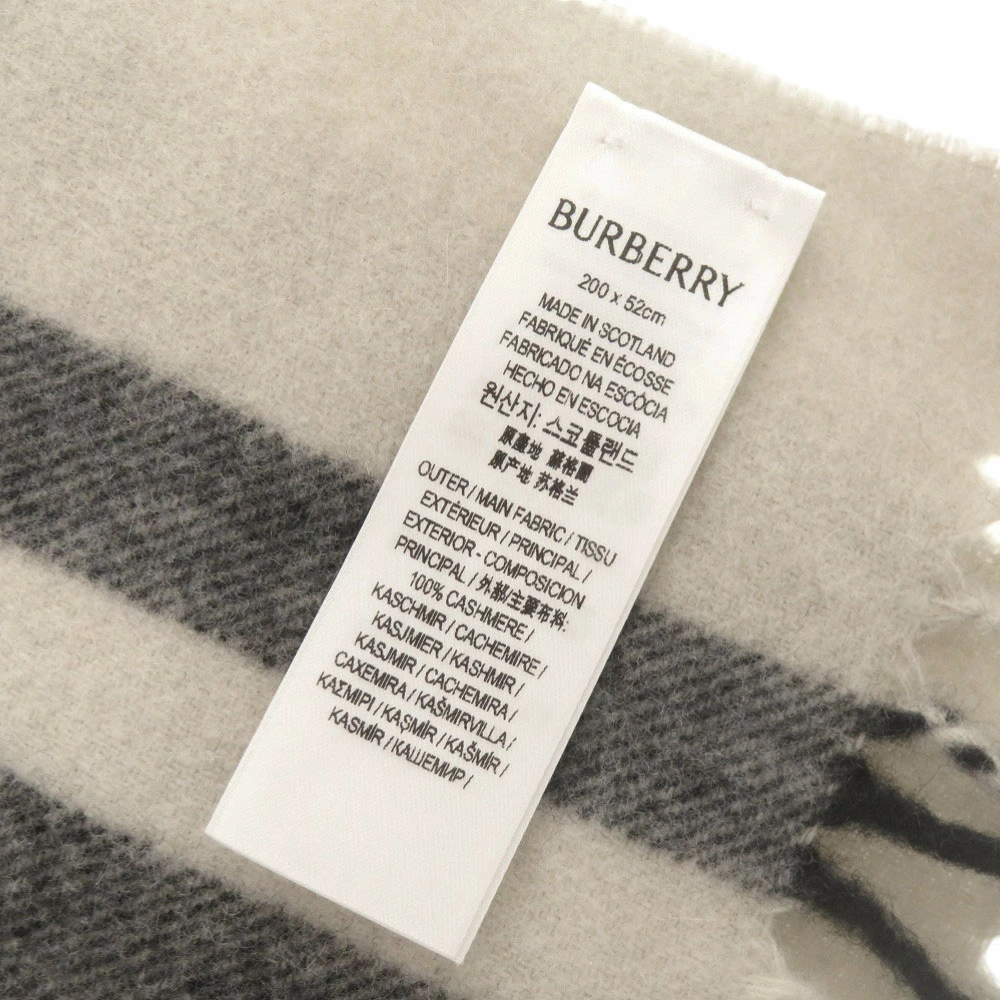 BURBERRY
200 x 52cm
MADE IN SCOTLAND
FABRIQUÉ EN ÉCOSSE
FABRICADO NA ESCÓCIA
HECHO EN ESCOCIA
원산지: 스코틀랜드
原產地 蘇格蘭
原产地 苏格兰
OUTER / MAIN FABRIC / TISSU
EXTÉRIEUR / PRINCIPAL /
EXTERIOR - COMPOSICION
PRINCIPAL / 外部/主要布料:
100% CASHMERE /
KASCHMIR / CACHEMIRE /
KASJMIER / KASHMIR /
KASJMIR / CACHEMIRA /
CAXEMIRA / KAŠMIRVILLA /
ΚΑΣΜΙΡΙ / KAŞMİR / KAŠMÍR /
KASMÍR / КАШЕМИР /